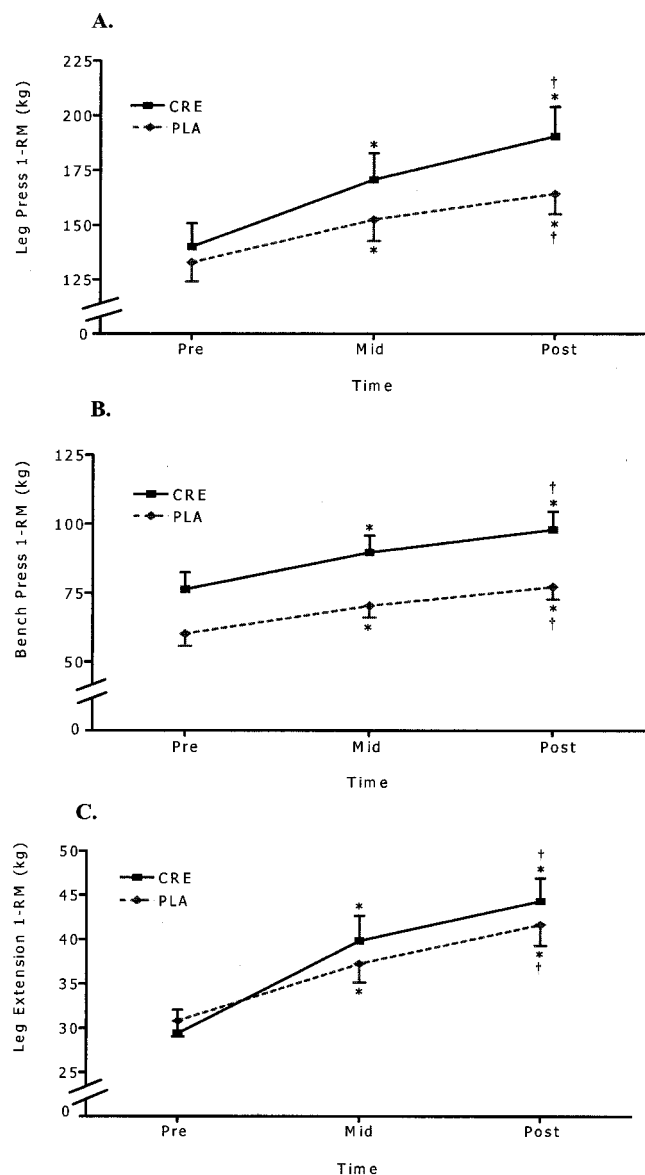 A.
Leg Press 1-RM (kg)
225
200
175
150
125
0
CRE
PLA
*
*
†
*
*
†
Pre Mid Post
Time
B.
Bench Press 1-RM (kg)
125
100
75
50
0
CRE
PLA
*
*
†
*
*
†
Pre Mid Post
Time
C.
Leg Extension 1-RM (kg)
50
45
40
35
30
25
0
CRE
PLA
*
*
†
*
*
†
Pre Mid Post
Time